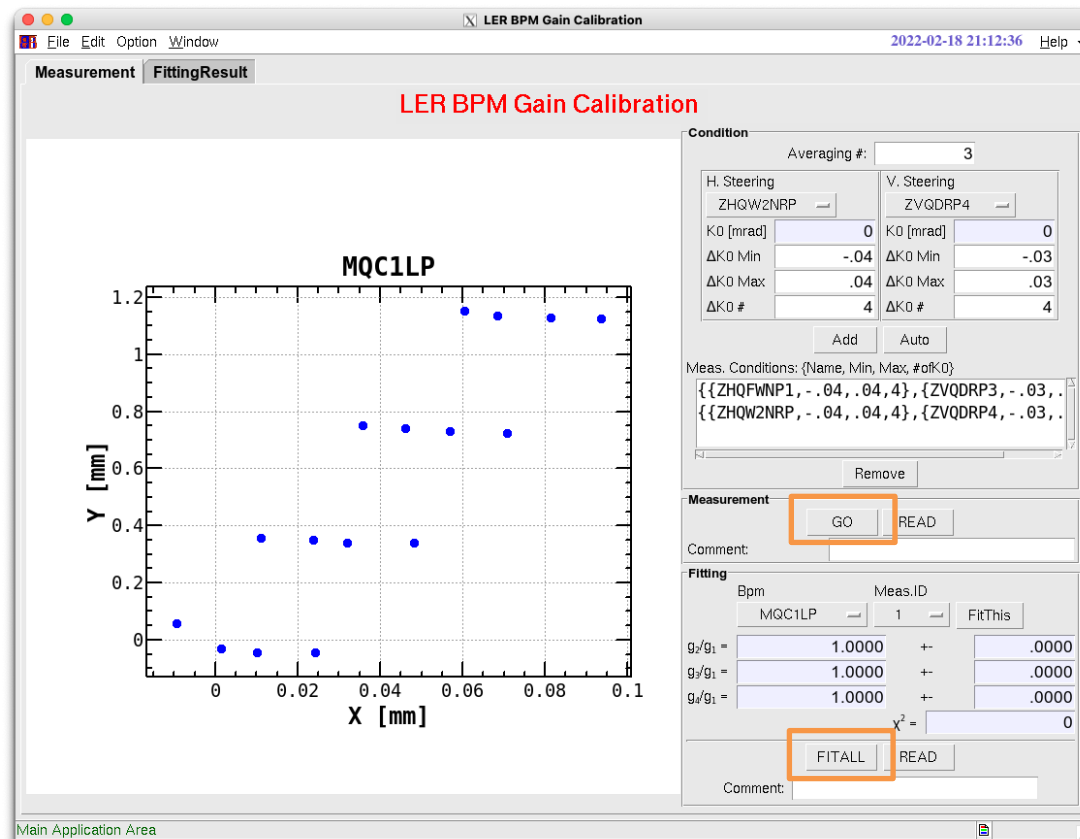 LER BPM Gain Calibration
File Edit Option Window 2022-02-18 21:12:36 Help
Measurement FittingResult
LER BPM Gain Calibration
MQC1LP
1.2
1
0.8
0.6
0.4
0.2
0
Y [mm]
0 0.02 0.04 0.06 0.08 0.1
X [mm]
Condition
Averaging #: 3
H. Steering V. Steering
ZHQW2NRP ZVQDRP4
K0 [mrad] 0 K0 [mrad] 0
ΔK0 Min -.04 ΔK0 Min -.03
ΔK0 Max .04 ΔK0 Max .03
ΔK0 # 4 ΔK0 # 4
Add Auto
Meas. Conditions: {Name, Min, Max, #ofK0}
{{ZHQFWNP1,-.04,.04,4},{ZVQDRP3,-.03,.
{{ZHQW2NRP,-.04,.04,4},{ZVQDRP4,-.03,.
Remove
Measurement
GO READ
Comment:
Fitting
Bpm Meas.ID
MQC1LP 1 FitThis
g₂/g₁ = 1.0000 +- .0000
g₃/g₁ = 1.0000 +- .0000
g₄/g₁ = 1.0000 +- .0000
χ² = 0
FITALL READ
Comment:
Main Application Area